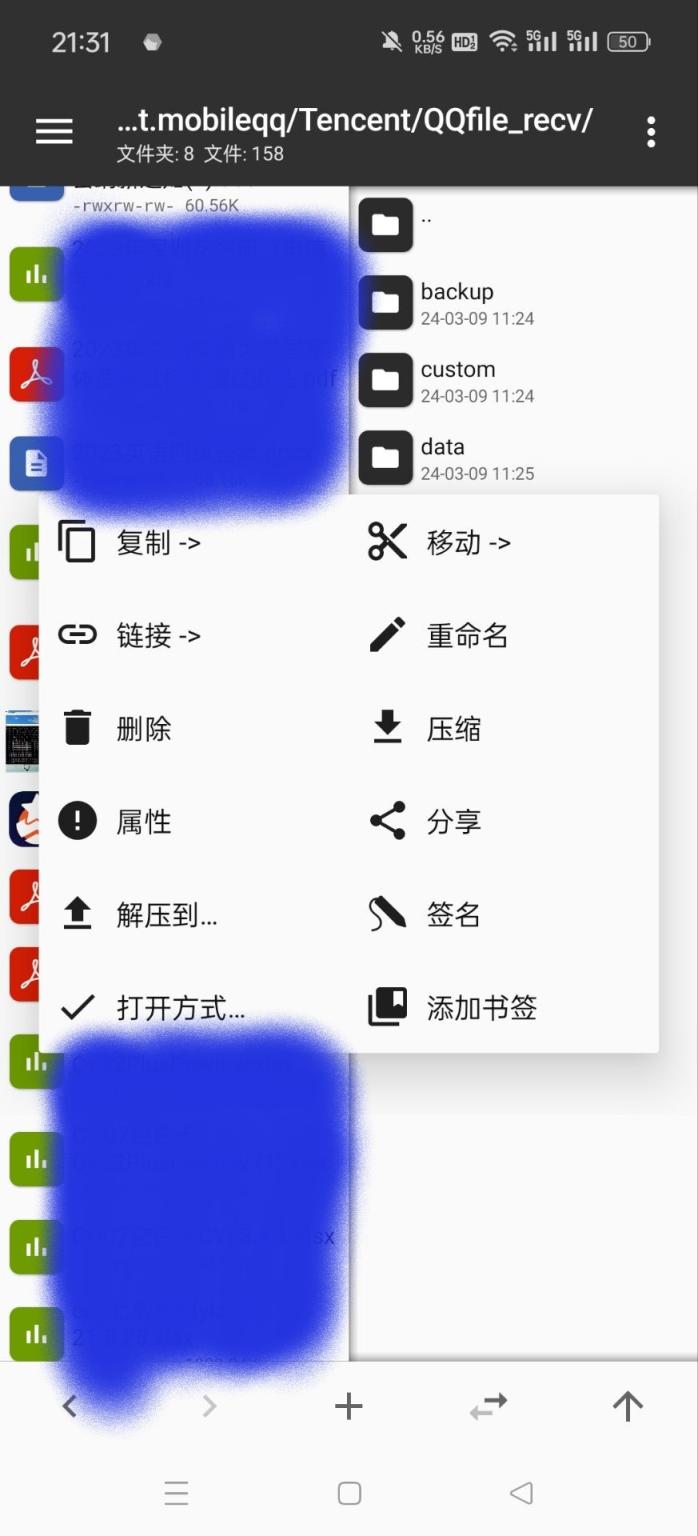 21:31
0.56
KB/S
HD 1 2
5G
5G
50
...t.mobileqq/Tencent/QQfile_recv/
文件夹: 8 文件: 158
-rwxrw-rw- 60.56K
..
backup
24-03-09 11:24
custom
24-03-09 11:24
data
24-03-09 11:25
复制 ->
移动 ->
链接 ->
重命名
删除
压缩
属性
分享
解压到...
签名
打开方式...
添加书签